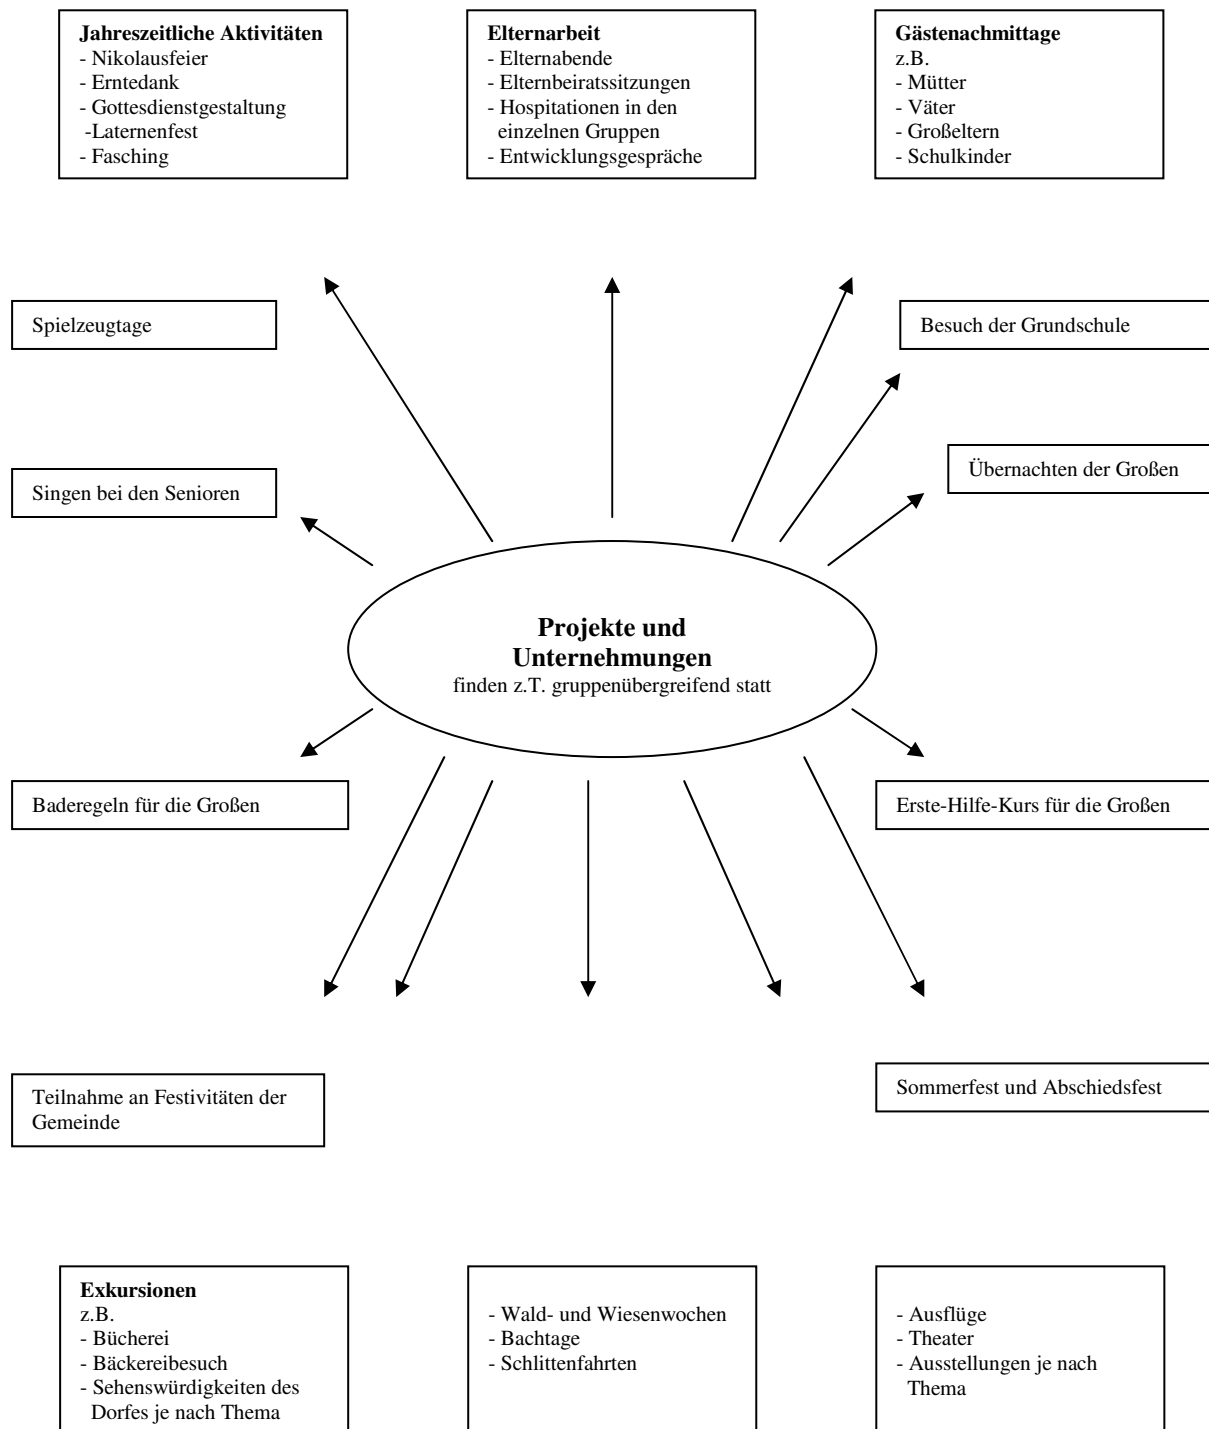 Jahreszeitliche Aktivitäten
- Nikolausfeier
- Erntedank
- Gottesdienstgestaltung
-Laternenfest
- Fasching
Elternarbeit
- Elternabende
- Elternbeiratssitzungen
- Hospitationen in den
einzelnen Gruppen
- Entwicklungsgespräche
Gästenachmittage
z.B.
- Mütter
- Väter
- Großeltern
- Schulkinder
Spielzeugtage
Besuch der Grundschule
Singen bei den Senioren
Übernachten der Großen
Projekte und
Unternehmungen
finden z.T. gruppenübergreifend statt
Baderegeln für die Großen
Erste-Hilfe-Kurs für die Großen
Teilnahme an Festivitäten der
Gemeinde
Sommerfest und Abschiedsfest
Exkursionen
z.B.
- Bücherei
- Bäckereibesuch
- Sehenswürdigkeiten des
Dorfes je nach Thema
- Wald- und Wiesenwochen
- Bachtage
- Schlittenfahrten
- Ausflüge
- Theater
- Ausstellungen je nach
Thema